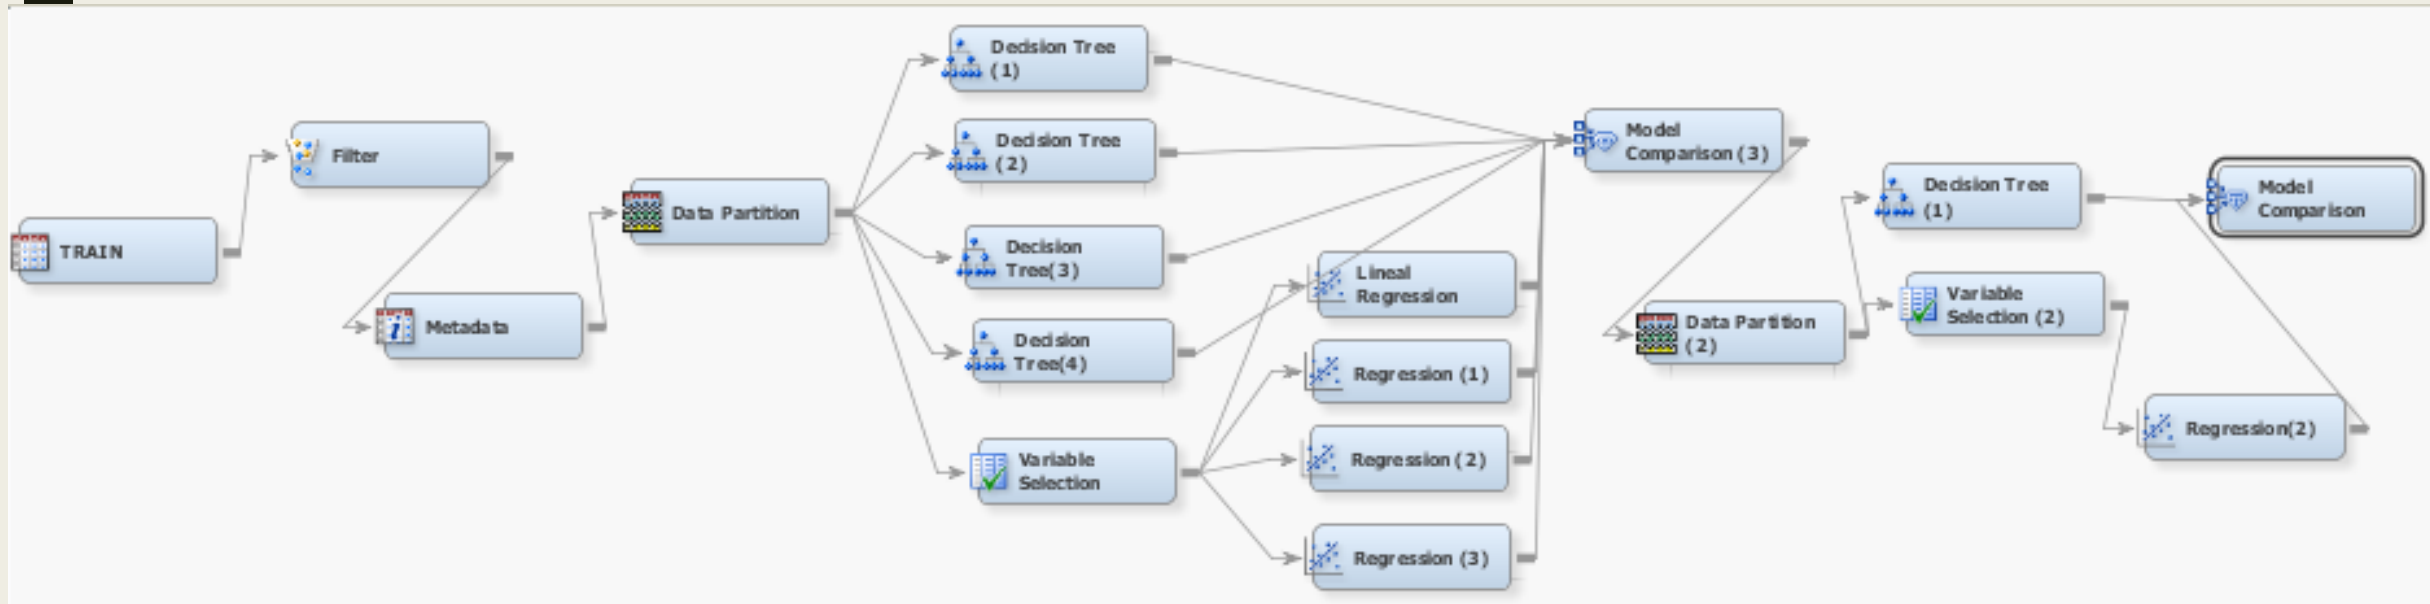 TRAIN
Filter
Metadata
Data Partition
Decision Tree
(1)
Decision Tree
(2)
Decision
Tree(3)
Decision
Tree(4)
Variable
Selection
Lineal
Regression
Regression (1)
Regression (2)
Regression (3)
Model
Comparison (3)
Data Partition
(2)
Decision Tree
(1)
Variable
Selection (2)
Regression(2)
Model
Comparison